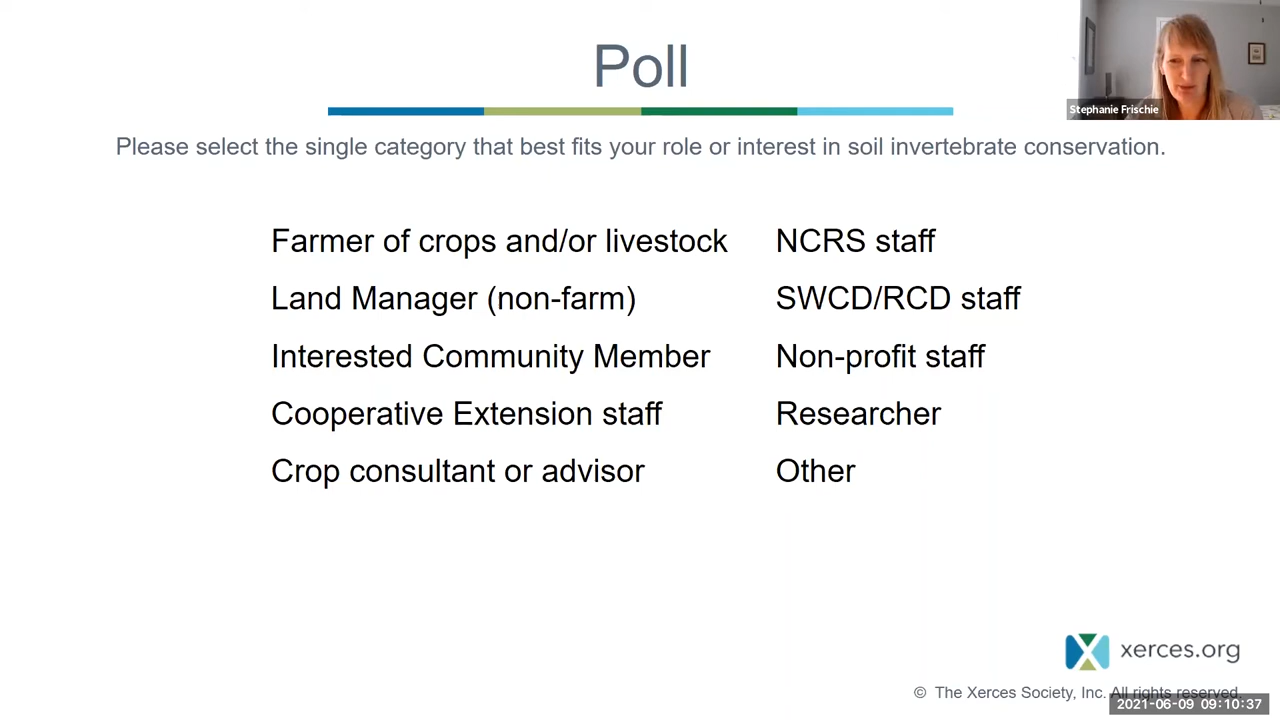 Poll
Stephanie Frischie
Please select the single category that best fits your role or interest in soil invertebrate conservation.
Farmer of crops and/or livestock
Land Manager (non-farm)
Interested Community Member
Cooperative Extension staff
Crop consultant or advisor
NCRS staff
SWCD/RCD staff
Non-profit staff
Researcher
Other
xerces.org
© The Xerces Society, Inc. All rights reserved.
2021-06-09 09:10:37